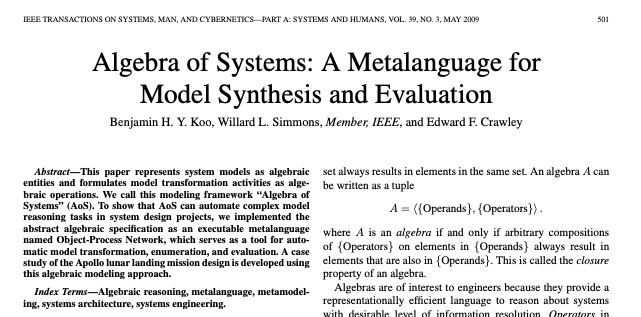 IEEE TRANSACTIONS ON SYSTEMS, MAN, AND CYBERNETICS—PART A: SYSTEMS AND HUMANS, VOL. 39, NO. 3, MAY 2009 501
Algebra of Systems: A Metalanguage for
Model Synthesis and Evaluation
Benjamin H. Y. Koo, Willard L. Simmons, Member, IEEE, and Edward F. Crawley
Abstract—This paper represents system models as algebraic
entities and formulates model transformation activities as alge-
braic operations. We call this modeling framework “Algebra of
Systems” (AoS). To show that AoS can automate complex model
reasoning tasks in system design projects, we implemented the
abstract algebraic specification as an executable metalanguage
named Object-Process Network, which serves as a tool for auto-
matic model transformation, enumeration, and evaluation. A case
study of the Apollo lunar landing mission design is developed using
this algebraic modeling approach.
Index Terms—Algebraic reasoning, metalanguage, metamodel-
ing, systems architecture, systems engineering.
set always results in elements in the same set. An algebra A can
be written as a tuple
A = ⟨{Operands}, {Operators}⟩ .
where A is an algebra if and only if arbitrary compositions
of {Operators} on elements in {Operands} always result in
elements that are also in {Operands}. This is called the closure
property of an algebra.
Algebras are of interest to engineers because they provide a
representationally efficient language to reason about systems
with desirable level of information resolution. Operators in